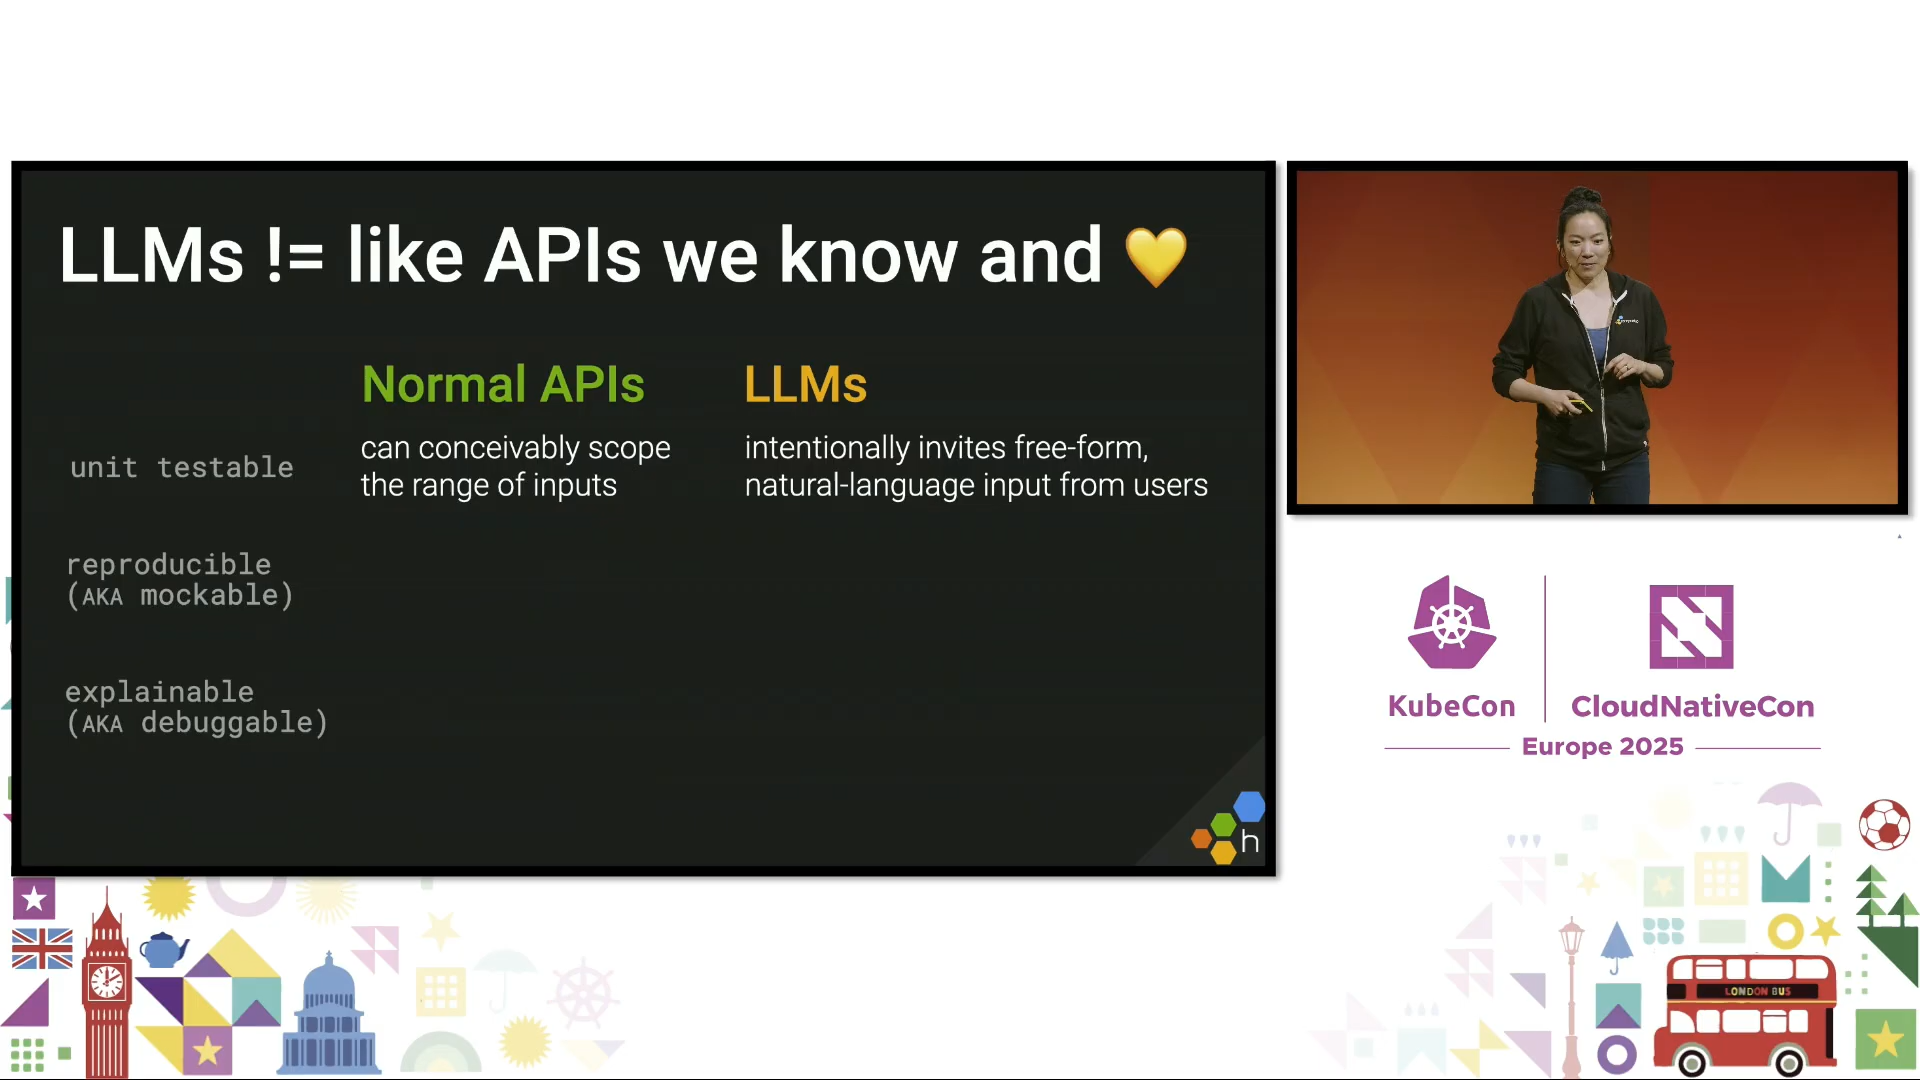 LLMs != like APIs we know and 💛
Normal APIs
LLMs
unit testable
can conceivably scope
the range of inputs
intentionally invites free-form,
natural-language input from users
reproducible
(AKA mockable)
explainable
(AKA debuggable)
h
KubeCon
CloudNativeCon
Europe 2025
LONDON BUS